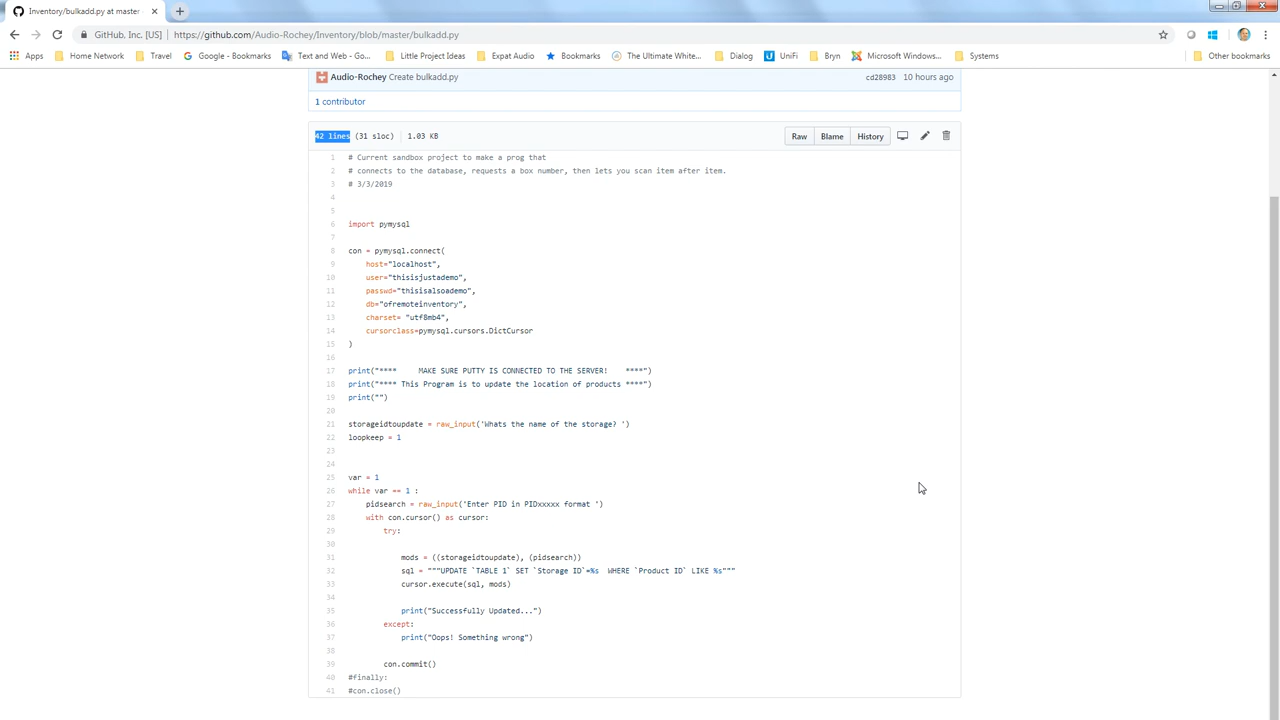 Inventory/bulkadd.py at master
GitHub, Inc. [US] https://github.com/Audio-Rochey/Inventory/blob/master/bulkadd.py
Apps Home Network Travel Google - Bookmarks Text and Web - Go... Little Project Ideas Expat Audio Bookmarks The Ultimate White... Dialog UniFi Bryn Microsoft Windows... Systems Other bookmarks
Audio-Rochey Create bulkadd.py cd28983 10 hours ago
1 contributor
42 lines (31 sloc) 1.03 KB Raw Blame History
1 # Current sandbox project to make a prog that
2 # connects to the database, requests a box number, then lets you scan item after item.
3 # 3/3/2019
4
5
6 import pymysql
7
8 con = pymysql.connect(
9 host="localhost",
10 user="thisisjustademo",
11 passwd="thisisalsoademo",
12 db="ofremoteinventory",
13 charset= "utf8mb4",
14 cursorclass=pymysql.cursors.DictCursor
15 )
16
17 print("**** MAKE SURE PUTTY IS CONNECTED TO THE SERVER! ****")
18 print("**** This Program is to update the location of products ****")
19 print("")
20
21 storageidtoupdate = raw_input('Whats the name of the storage? ')
22 loopkeep = 1
23
24
25 var = 1
26 while var == 1 :
27 pidsearch = raw_input('Enter PID in PIDxxxxx format ')
28 with con.cursor() as cursor:
29 try:
30
31 mods = ((storageidtoupdate), (pidsearch))
32 sql = """UPDATE `TABLE 1` SET `Storage ID`=%s WHERE `Product ID` LIKE %s"""
33 cursor.execute(sql, mods)
34
35 print("Successfully Updated...")
36 except:
37 print("Oops! Something wrong")
38
39 con.commit()
40 #finally:
41 #con.close()